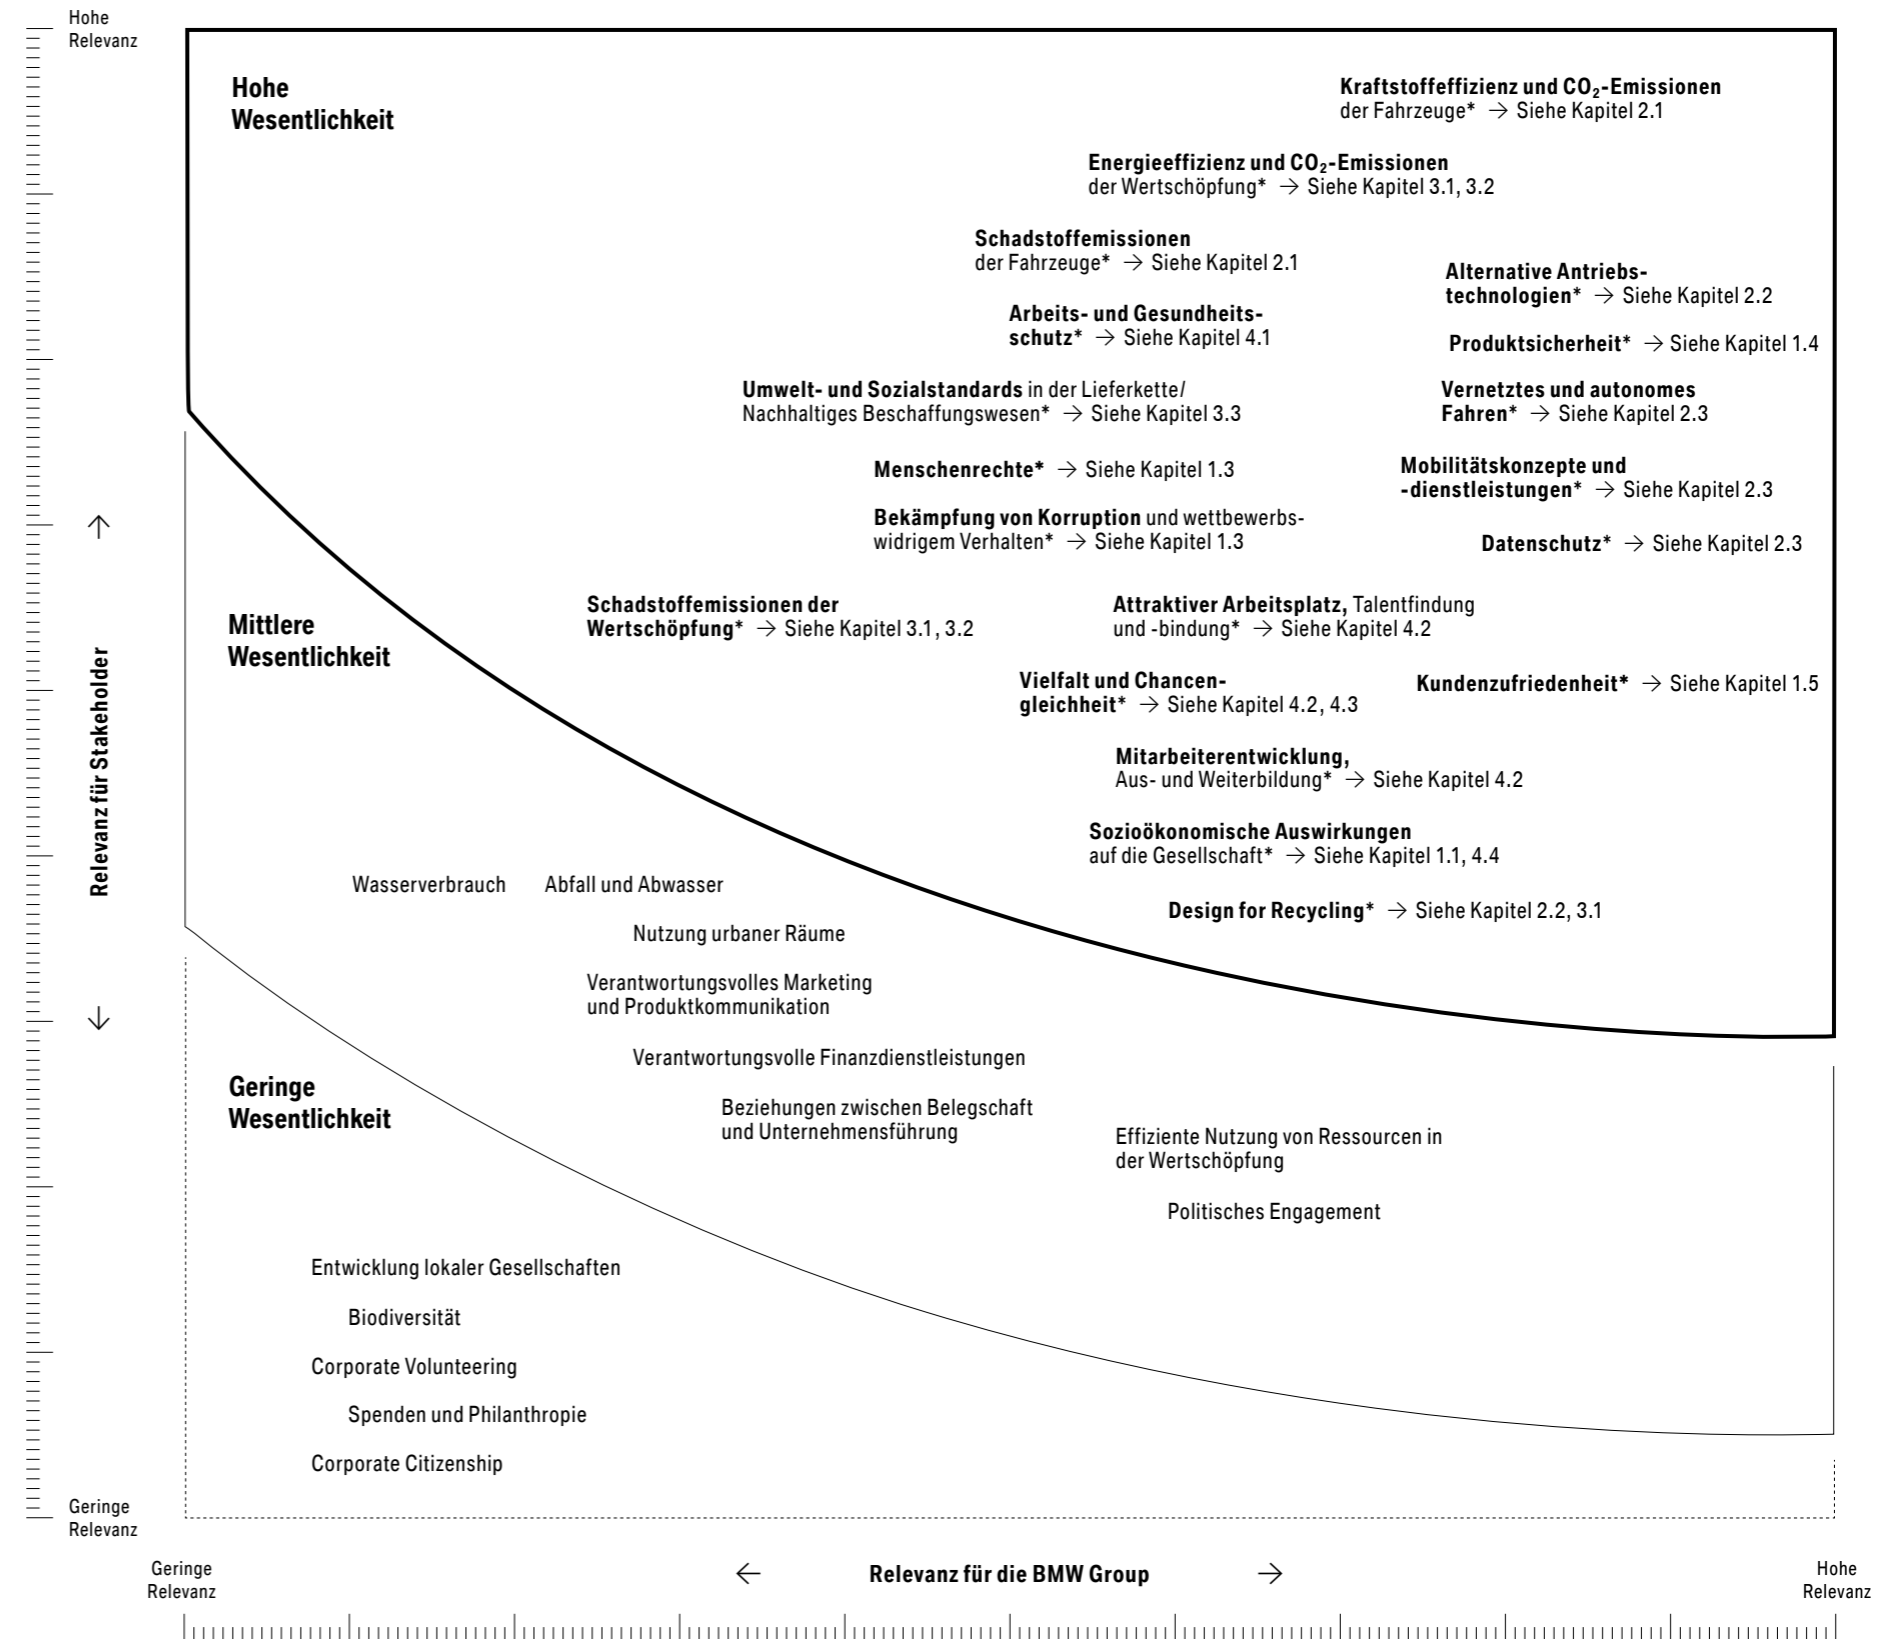 Hohe
Relevanz
Hohe
Wesentlichkeit
Kraftstoffeffizienz und CO₂-Emissionen
der Fahrzeuge* → Siehe Kapitel 2.1
Energieeffizienz und CO₂-Emissionen
der Wertschöpfung* → Siehe Kapitel 3.1, 3.2
Schadstoffemissionen
der Fahrzeuge* → Siehe Kapitel 2.1
Alternative Antriebs-
technologien* → Siehe Kapitel 2.2
Arbeits- und Gesundheits-
schutz* → Siehe Kapitel 4.1
Produktsicherheit* → Siehe Kapitel 1.4
Umwelt- und Sozialstandards in der Lieferkette/
Nachhaltiges Beschaffungswesen* → Siehe Kapitel 3.3
Vernetztes und autonomes
Fahren* → Siehe Kapitel 2.3
Menschenrechte* → Siehe Kapitel 1.3
Mobilitätskonzepte und
-dienstleistungen* → Siehe Kapitel 2.3
Bekämpfung von Korruption und wettbewerbs-
widrigem Verhalten* → Siehe Kapitel 1.3
Datenschutz* → Siehe Kapitel 2.3
Mittlere
Wesentlichkeit
Schadstoffemissionen der
Wertschöpfung* → Siehe Kapitel 3.1, 3.2
Attraktiver Arbeitsplatz, Talentfindung
und -bindung* → Siehe Kapitel 4.2
Vielfalt und Chancen-
gleichheit* → Siehe Kapitel 4.2, 4.3
Kundenzufriedenheit* → Siehe Kapitel 1.5
Mitarbeiterentwicklung,
Aus- und Weiterbildung* → Siehe Kapitel 4.2
Sozioökonomische Auswirkungen
auf die Gesellschaft* → Siehe Kapitel 1.1, 4.4
Design for Recycling* → Siehe Kapitel 2.2, 3.1
Relevanz für Stakeholder
Wasserverbrauch
Abfall und Abwasser
Nutzung urbaner Räume
Verantwortungsvolles Marketing
und Produktkommunikation
Verantwortungsvolle Finanzdienstleistungen
Geringe
Wesentlichkeit
Beziehungen zwischen Belegschaft
und Unternehmensführung
Effiziente Nutzung von Ressourcen in
der Wertschöpfung
Politisches Engagement
Entwicklung lokaler Gesellschaften
Biodiversität
Corporate Volunteering
Spenden und Philanthropie
Corporate Citizenship
Geringe
Relevanz
Geringe
Relevanz
← Relevanz für die BMW Group →
Hohe
Relevanz